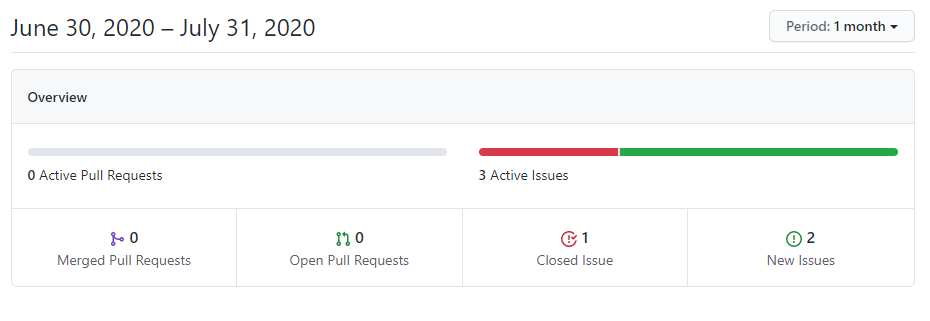 June 30, 2020 – July 31, 2020
Period: 1 month
Overview
0 Active Pull Requests
3 Active Issues
0
Merged Pull Requests
0
Open Pull Requests
1
Closed Issue
2
New Issues